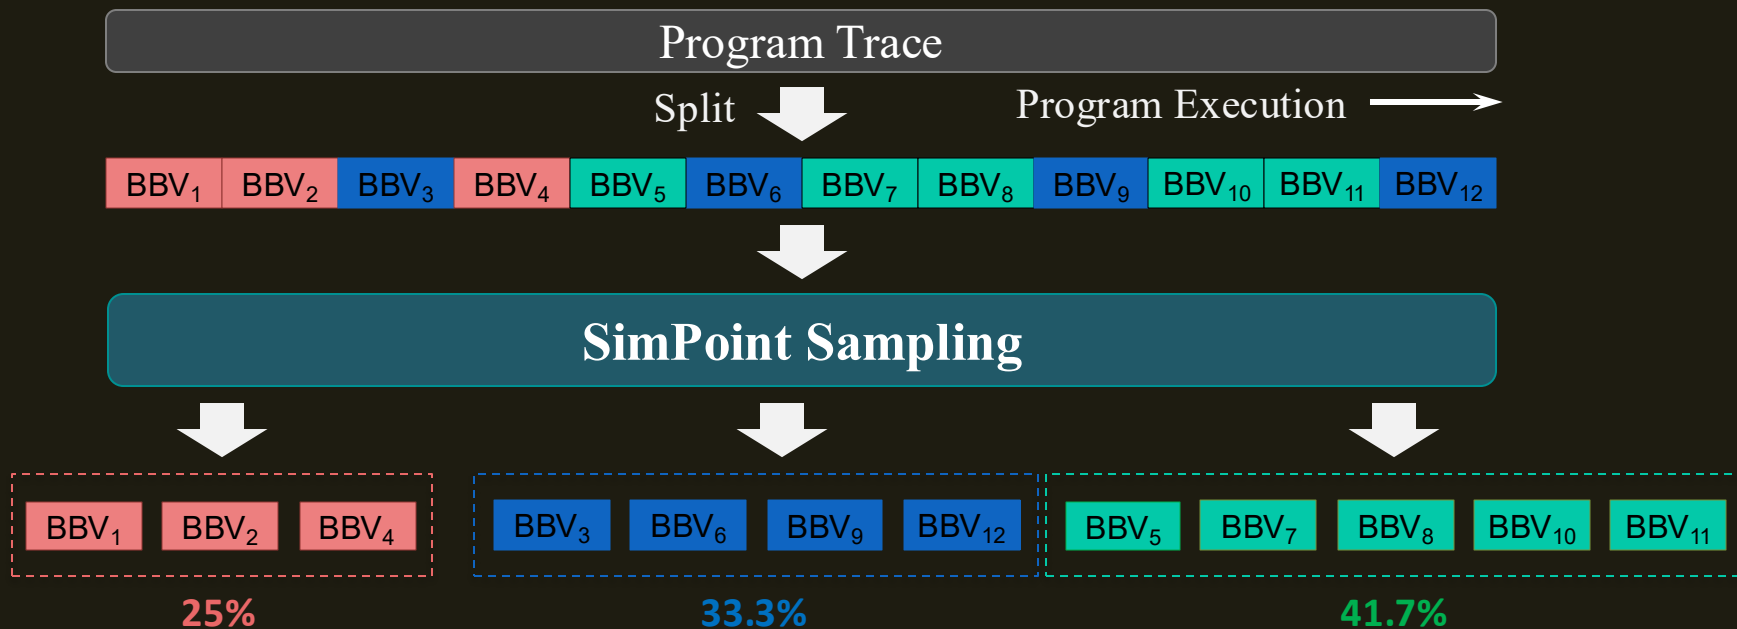 Program Trace
Split
Program Execution
BBV₁ BBV₂ BBV₃ BBV₄ BBV₅ BBV₆ BBV₇ BBV₈ BBV₉ BBV₁₀ BBV₁₁ BBV₁₂
SimPoint Sampling
BBV₁ BBV₂ BBV₄ BBV₃ BBV₆ BBV₉ BBV₁₂ BBV₅ BBV₇ BBV₈ BBV₁₀ BBV₁₁
25% 33.3% 41.7%